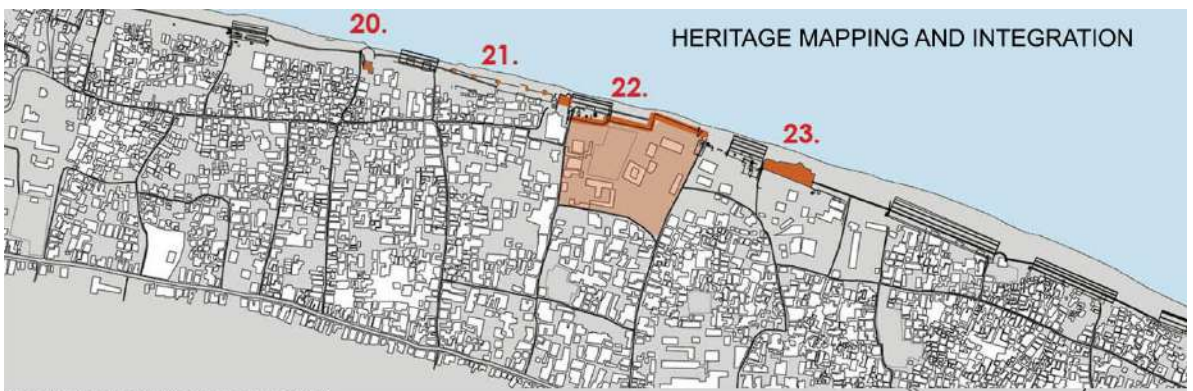 20.
HERITAGE MAPPING AND INTEGRATION
21.
22.
23.